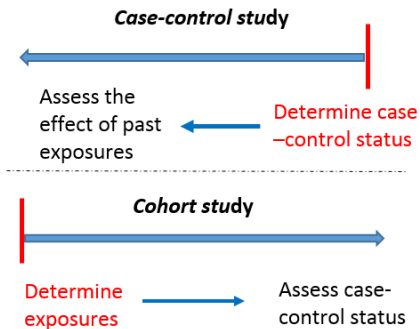 Case-control study
Assess the
effect of past
exposures
Determine case
–control status
Cohort study
Determine
exposures
Assess case-
control status